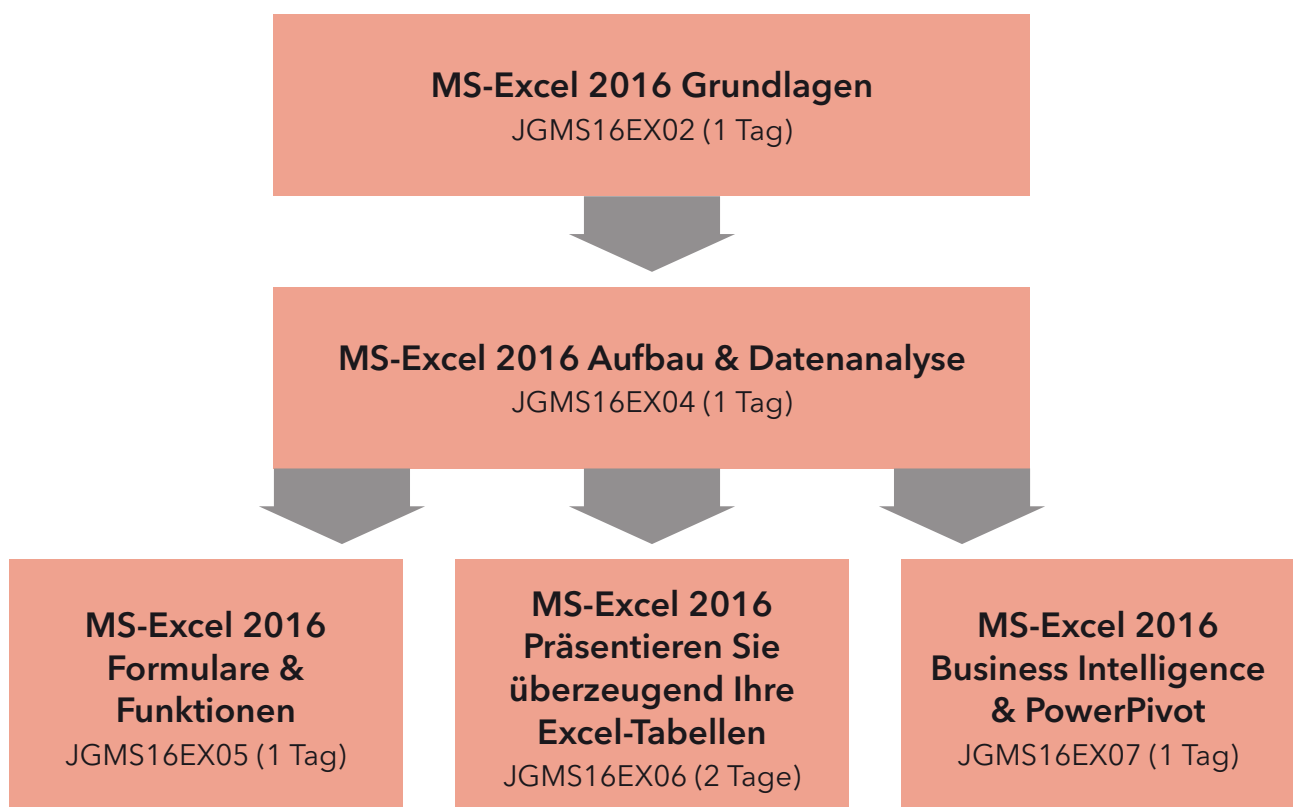 MS-Excel 2016 Grundlagen
JGMS16EX02 (1 Tag)
MS-Excel 2016 Aufbau & Datenanalyse
JGMS16EX04 (1 Tag)
MS-Excel 2016
Formulare &
Funktionen
JGMS16EX05 (1 Tag)
MS-Excel 2016
Präsentieren Sie
überzeugend Ihre
Excel-Tabellen
JGMS16EX06 (2 Tage)
MS-Excel 2016
Business Intelligence
& PowerPivot
JGMS16EX07 (1 Tag)